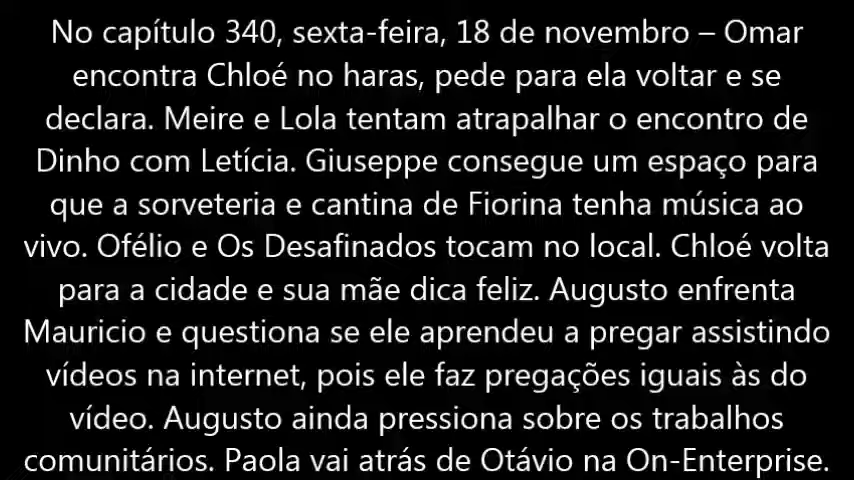 No capítulo 340, sexta-feira, 18 de novembro – Omar
encontra Chloé no haras, pede para ela voltar e se
declara. Meire e Lola tentam atrapalhar o encontro de
Dinho com Letícia. Giuseppe consegue um espaço para
que a sorveteria e cantina de Fiorina tenha música ao
vivo. Ofélio e Os Desafinados tocam no local. Chloé volta
para a cidade e sua mãe dica feliz. Augusto enfrenta
Mauricio e questiona se ele aprendeu a pregar assistindo
vídeos na internet, pois ele faz pregações iguais às do
vídeo. Augusto ainda pressiona sobre os trabalhos
comunitários. Paola vai atrás de Otávio na On-Enterprise.